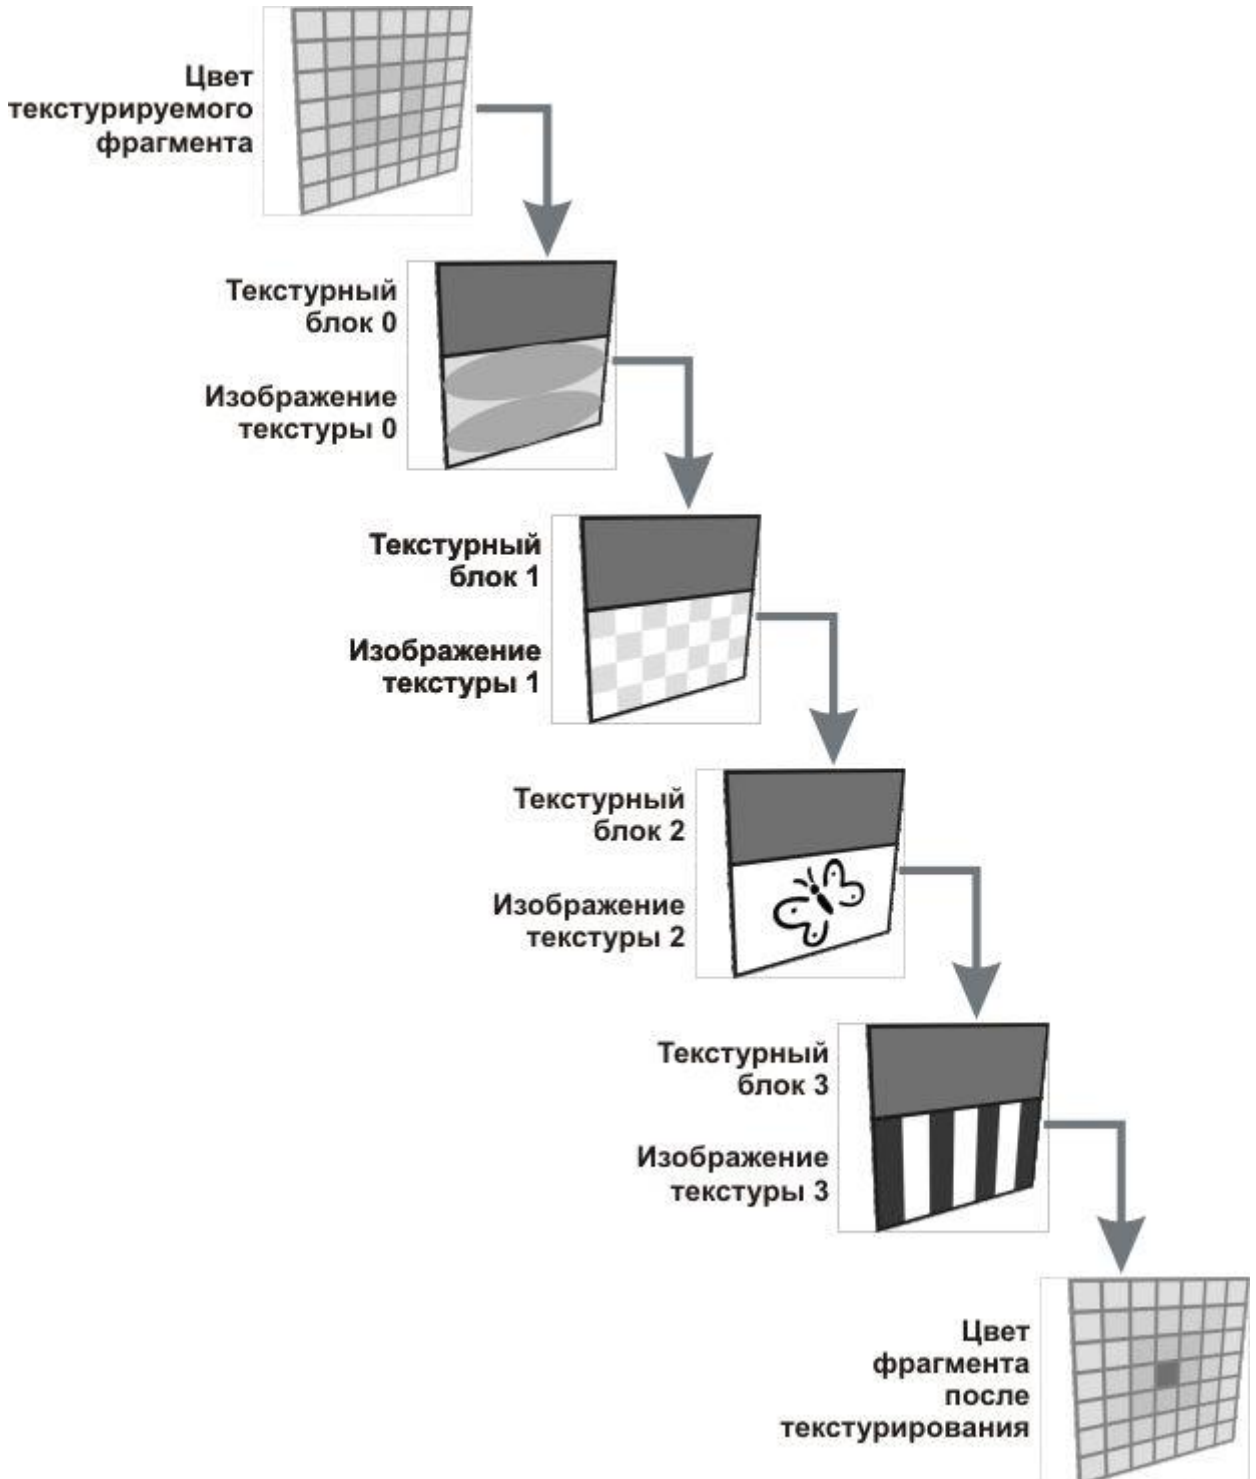 Цвет
текстурируемого
фрагмента
Текстурный
блок 0
Изображение
текстуры 0
Текстурный
блок 1
Изображение
текстуры 1
Текстурный
блок 2
Изображение
текстуры 2
Текстурный
блок 3
Изображение
текстуры 3
Цвет
фрагмента
после
текстурирования